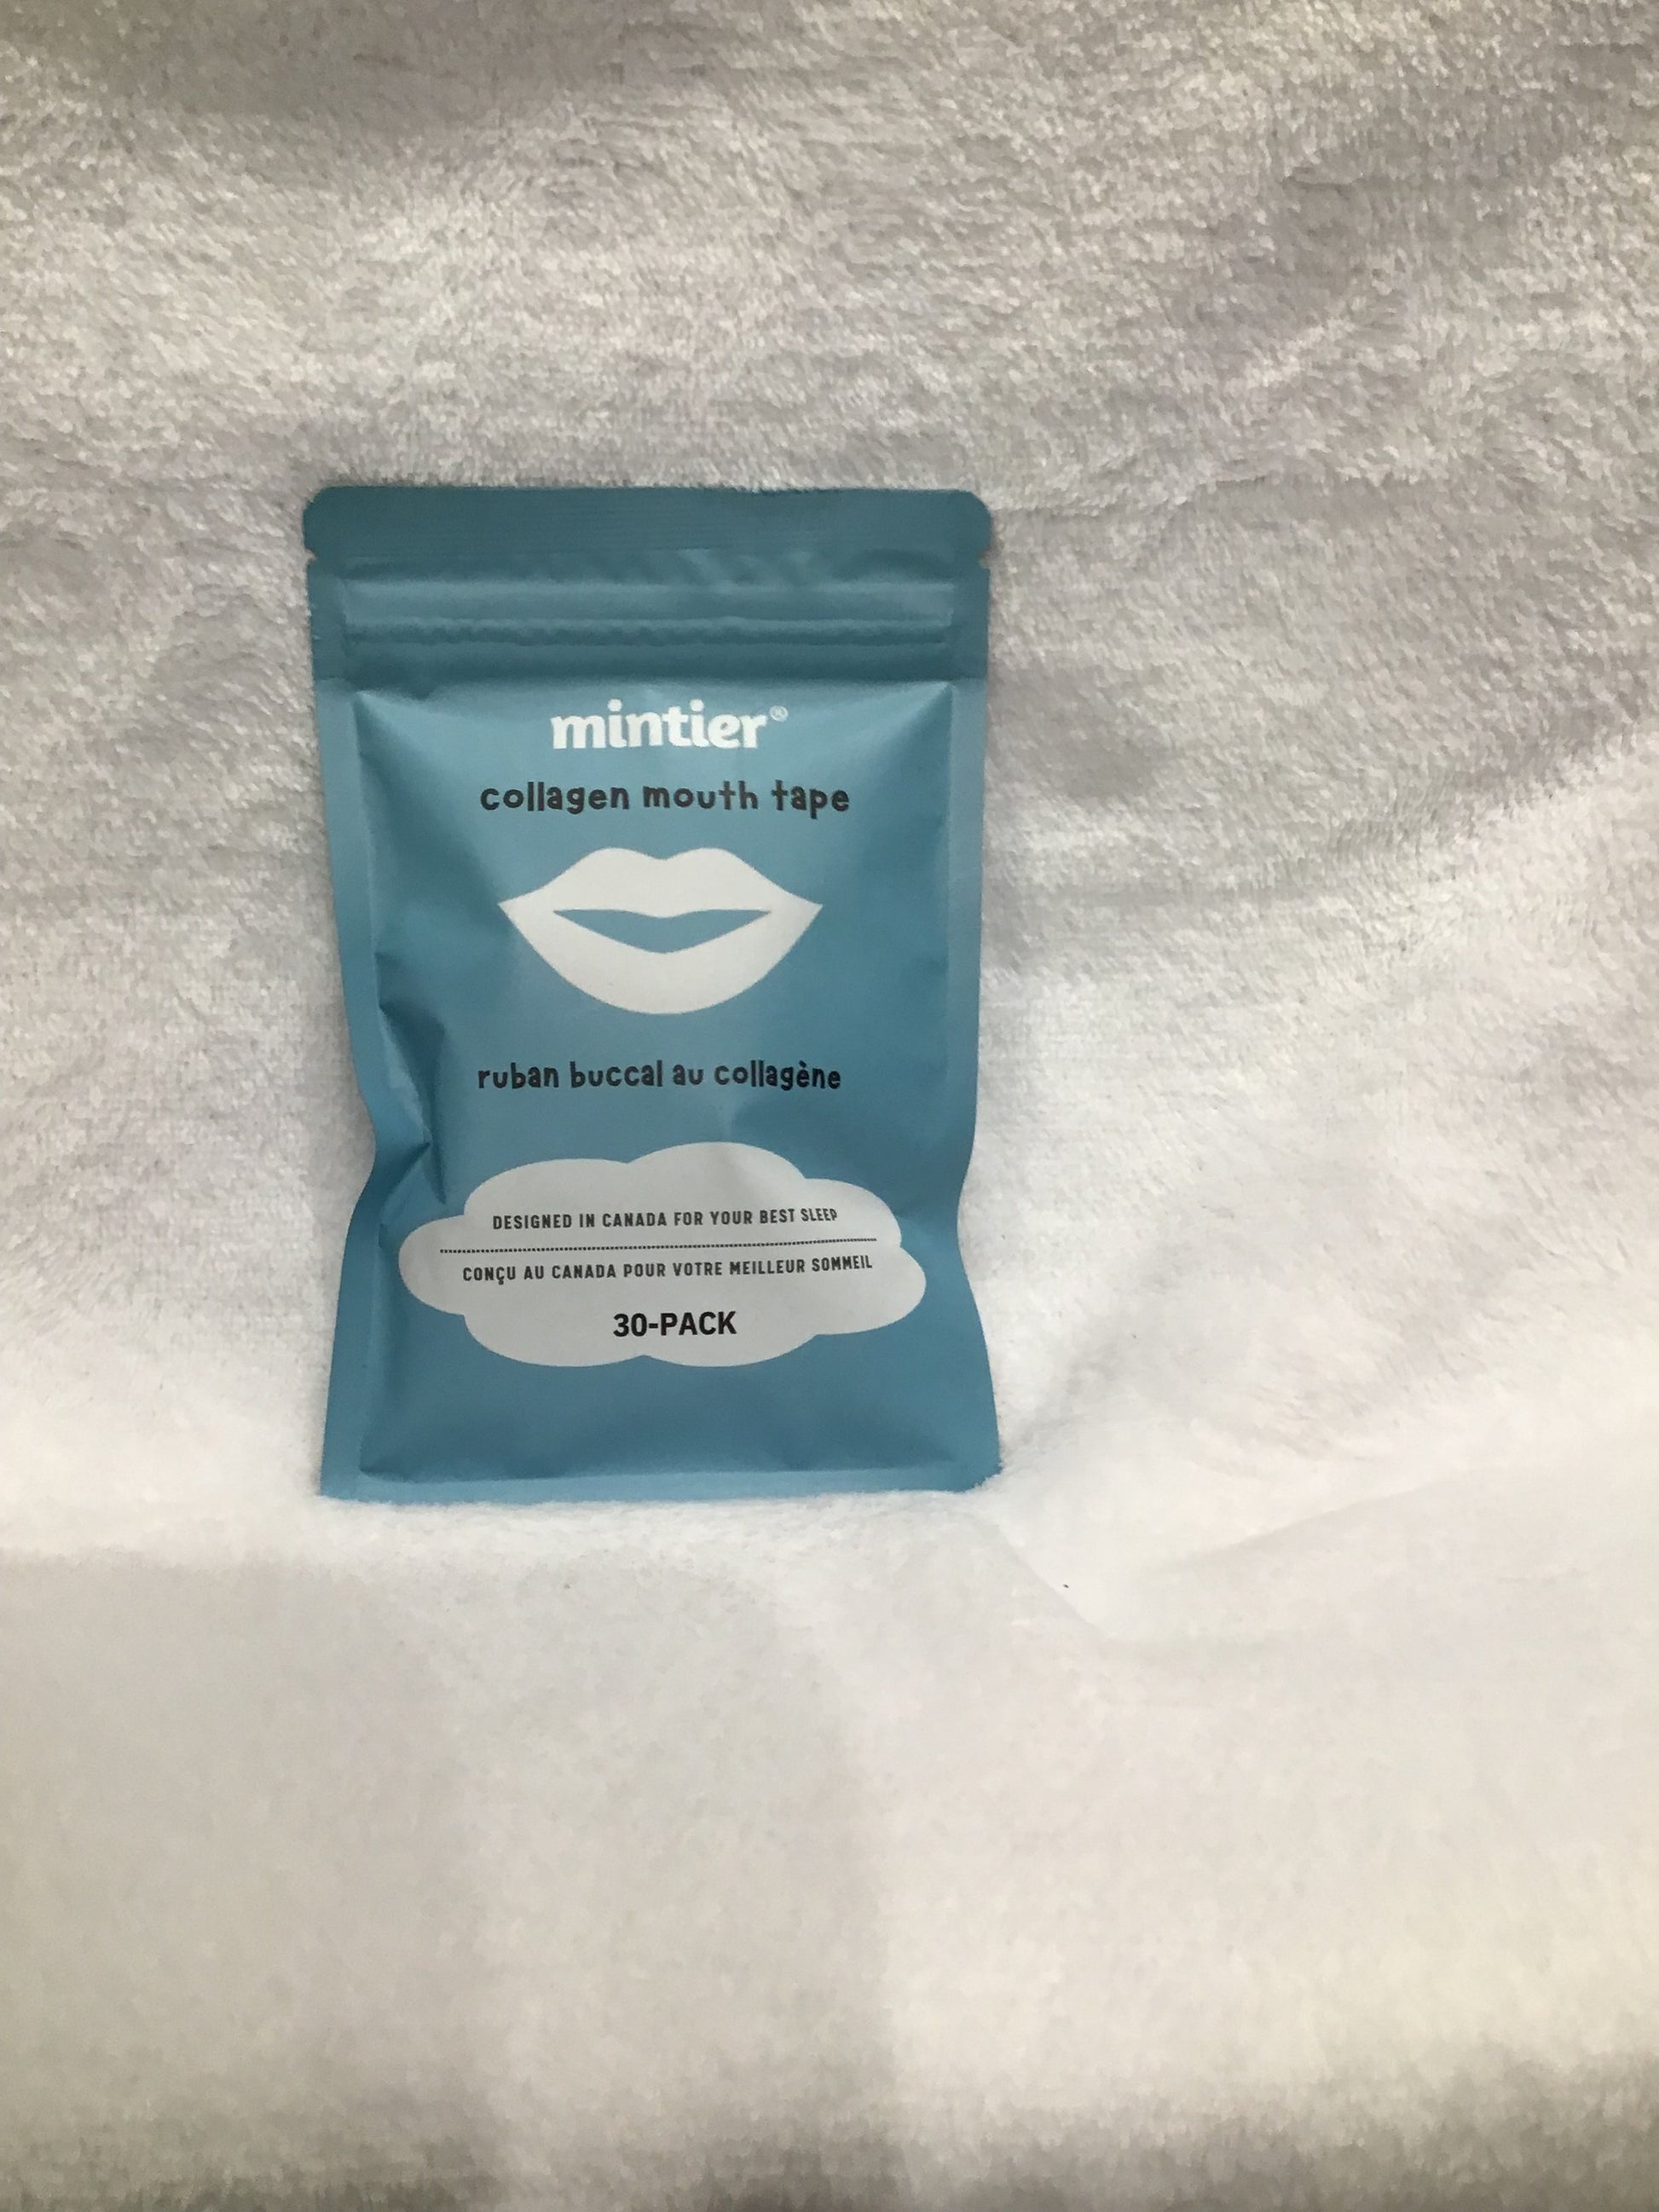 mintier®
collagen mouth tape
ruban buccal au collagène
DESIGNED IN CANADA FOR YOUR BEST SLEEP
CONÇU AU CANADA POUR VOTRE MEILLEUR SOMMEIL
30-PACK